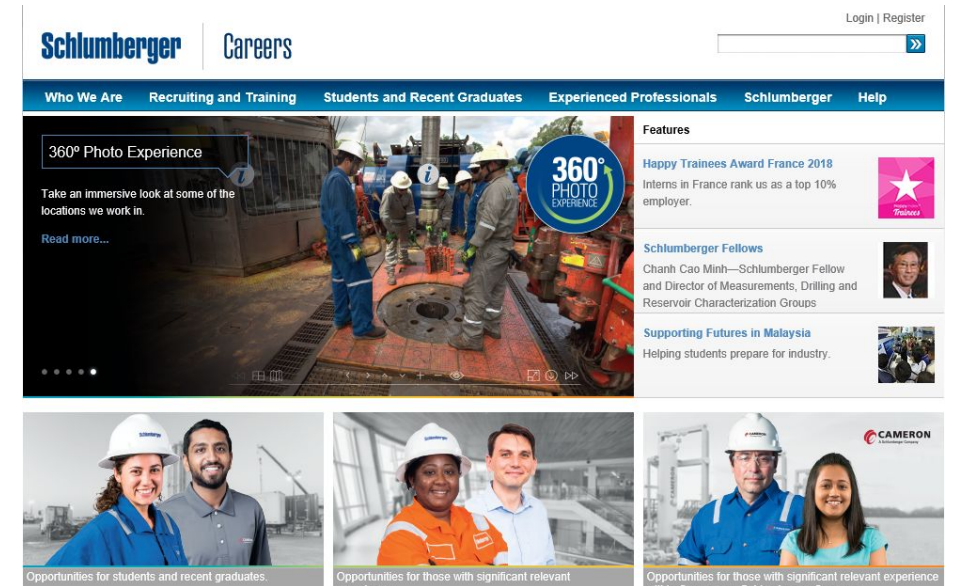 Login | Register
Schlumberger
Careers
Who We Are Recruiting and Training Students and Recent Graduates Experienced Professionals Schlumberger Help
360º Photo Experience
Take an immersive look at some of the
locations we work in.
Read more...
360°
PHOTO
EXPERIENCE
Features
Happy Trainees Award France 2018
Interns in France rank us as a top 10%
employer.
Trainees
Schlumberger Fellows
Chanh Cao Minh—Schlumberger Fellow
and Director of Measurements, Drilling and
Reservoir Characterization Groups
Supporting Futures in Malaysia
Helping students prepare for industry.
Schlumberger
Opportunities for students and recent graduates.
Schlumberger
Opportunities for those with significant relevant
CAMERON
A Schlumberger Company
Opportunities for those with significant relevant experience